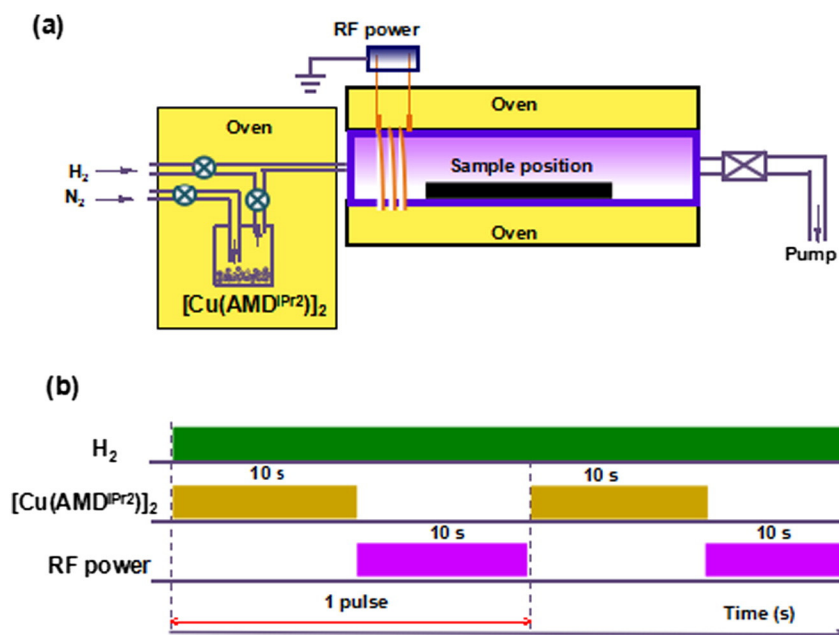 (a)
RF power
Oven
Oven
H₂
N₂
Sample position
Oven
Pump
[Cu(AMDⁱᴾʳ²)]₂
(b)
H₂
10 s
10 s
[Cu(AMDⁱᴾʳ²)]₂
10 s
10 s
RF power
1 pulse
Time (s)